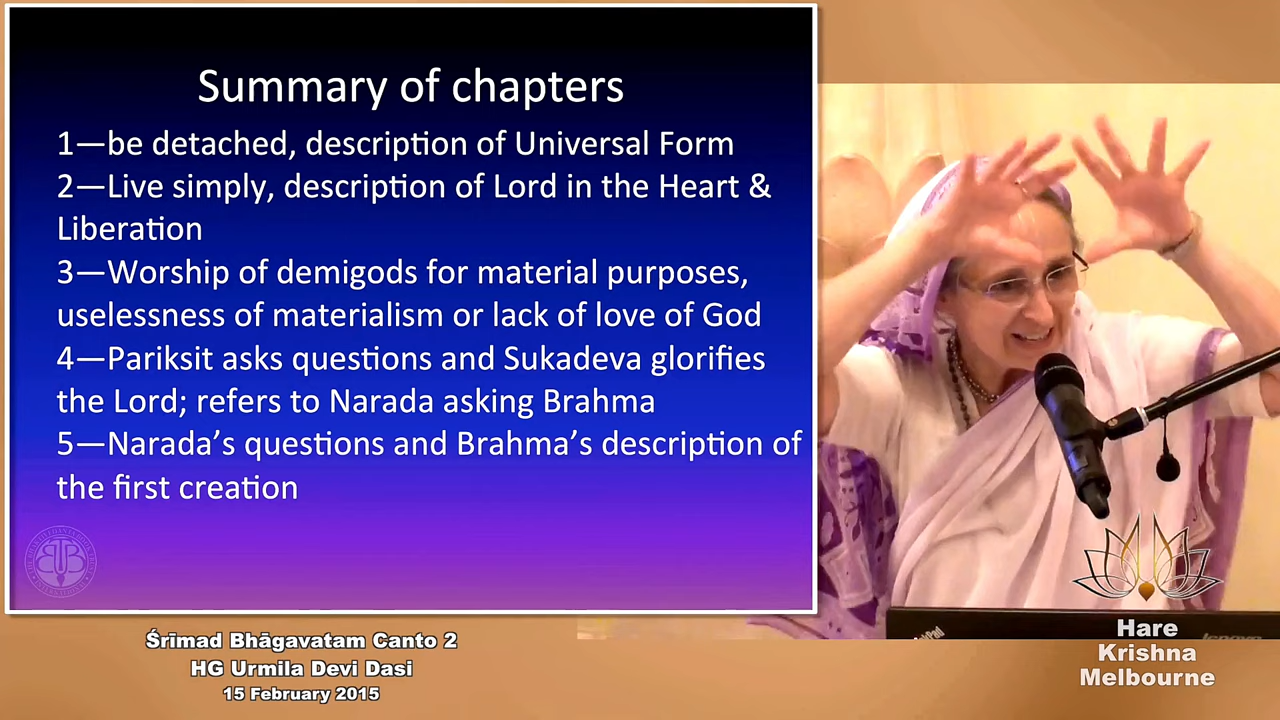 Summary of chapters
1—be detached, description of Universal Form
2—Live simply, description of Lord in the Heart &
Liberation
3—Worship of demigods for material purposes,
uselessness of materialism or lack of love of God
4—Pariksit asks questions and Sukadeva glorifies
the Lord; refers to Narada asking Brahma
5—Narada's questions and Brahma's description of
the first creation
Śrīmad Bhāgavatam Canto 2
HG Urmila Devi Dasi
15 February 2015
Hare
Krishna
Melbourne
lenovo